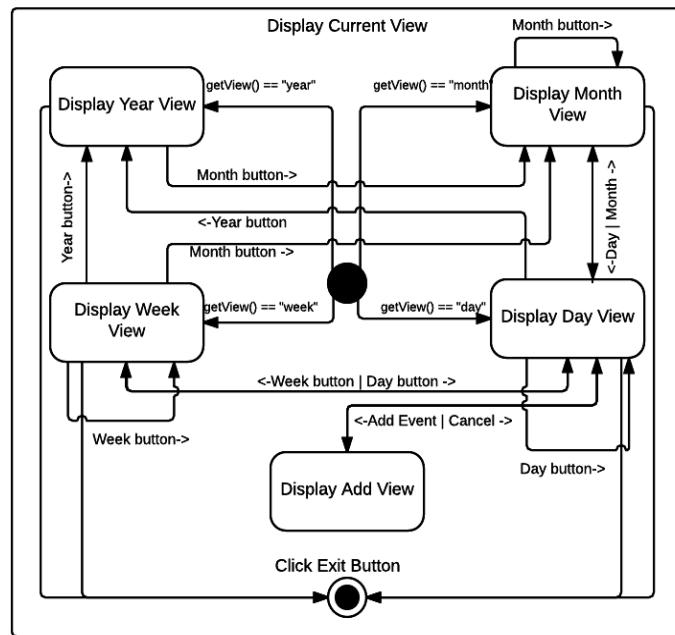 Display Current View
Month button->
getView() == "year"
getView() == "month"
Display Year View
Display Month
View
Month button->
<-Year button
Year button->
<-Day | Month ->
Month button ->
Display Week
View
getView() == "week"
getView() == "day"
Display Day View
<-Week button | Day button ->
<-Add Event | Cancel ->
Week button->
Day button->
Display Add View
Click Exit Button